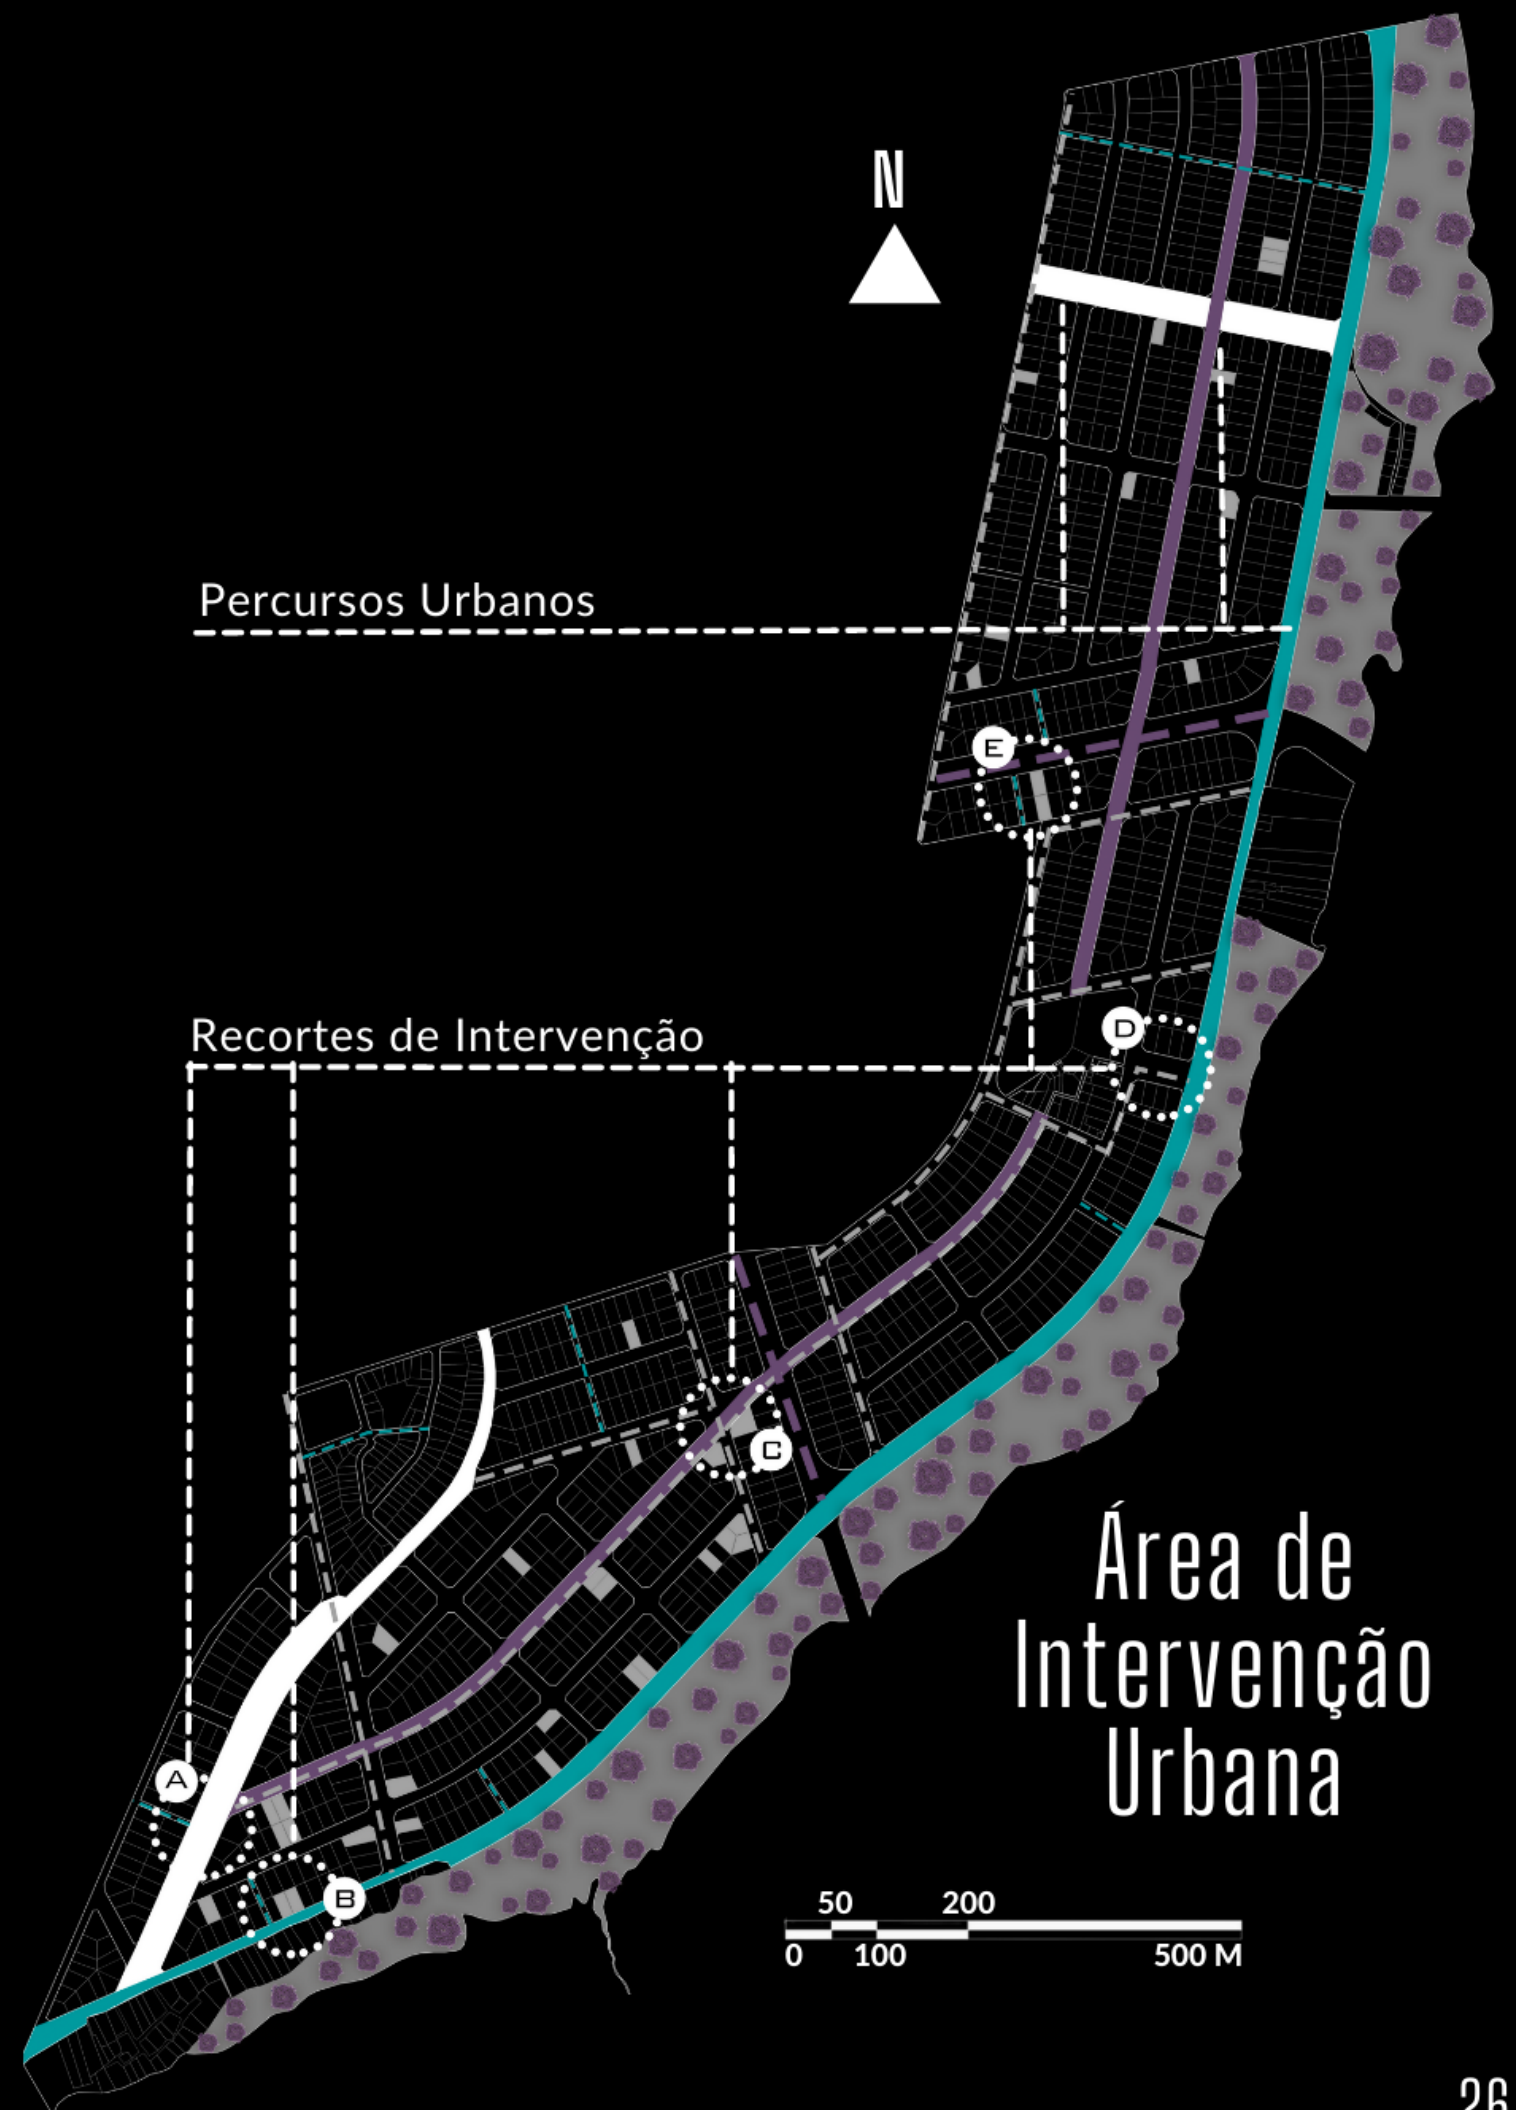 N
Percursos Urbanos
E
Recortes de Intervenção
D
C
Área de
Intervenção
Urbana
A
B
50 200
0 100 500 M
26